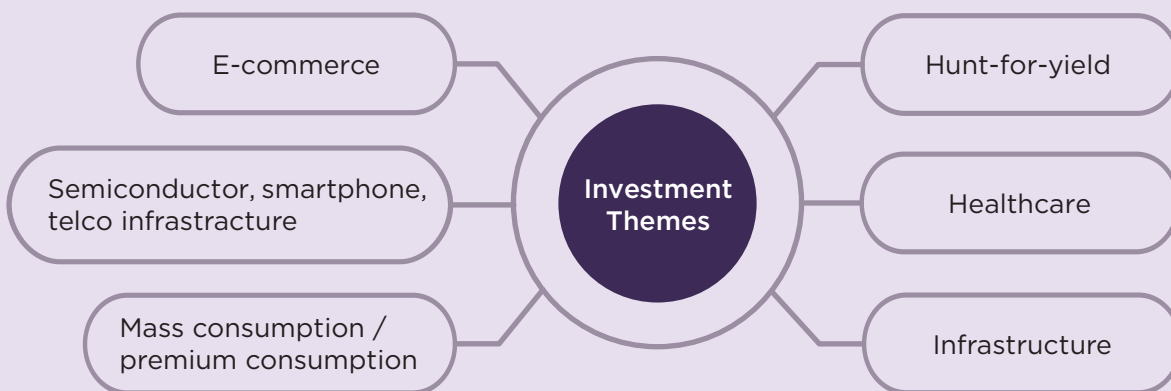 E-commerce
Semiconductor, smartphone,
telco infrastracture
Mass consumption /
premium consumption
Investment
Themes
Hunt-for-yield
Healthcare
Infrastructure